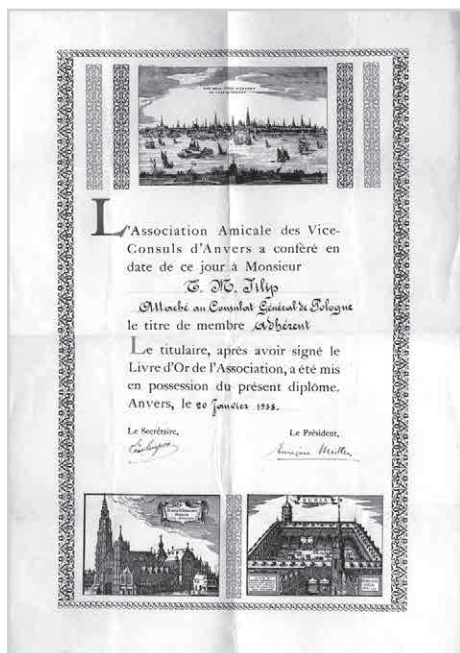 L'Association Amicale des Vice-
Consuls d'Anvers a conféré en
date de ce jour à Monsieur
T. M. Filip
Attaché au Consulat Général de Pologne
le titre de membre Adhérent
Le titulaire, après avoir signé le
Livre d'Or de l'Association, a été mis
en possession du présent diplôme.
Anvers, le 20 Janvier 1938.
Le Secrétaire, Le Président,